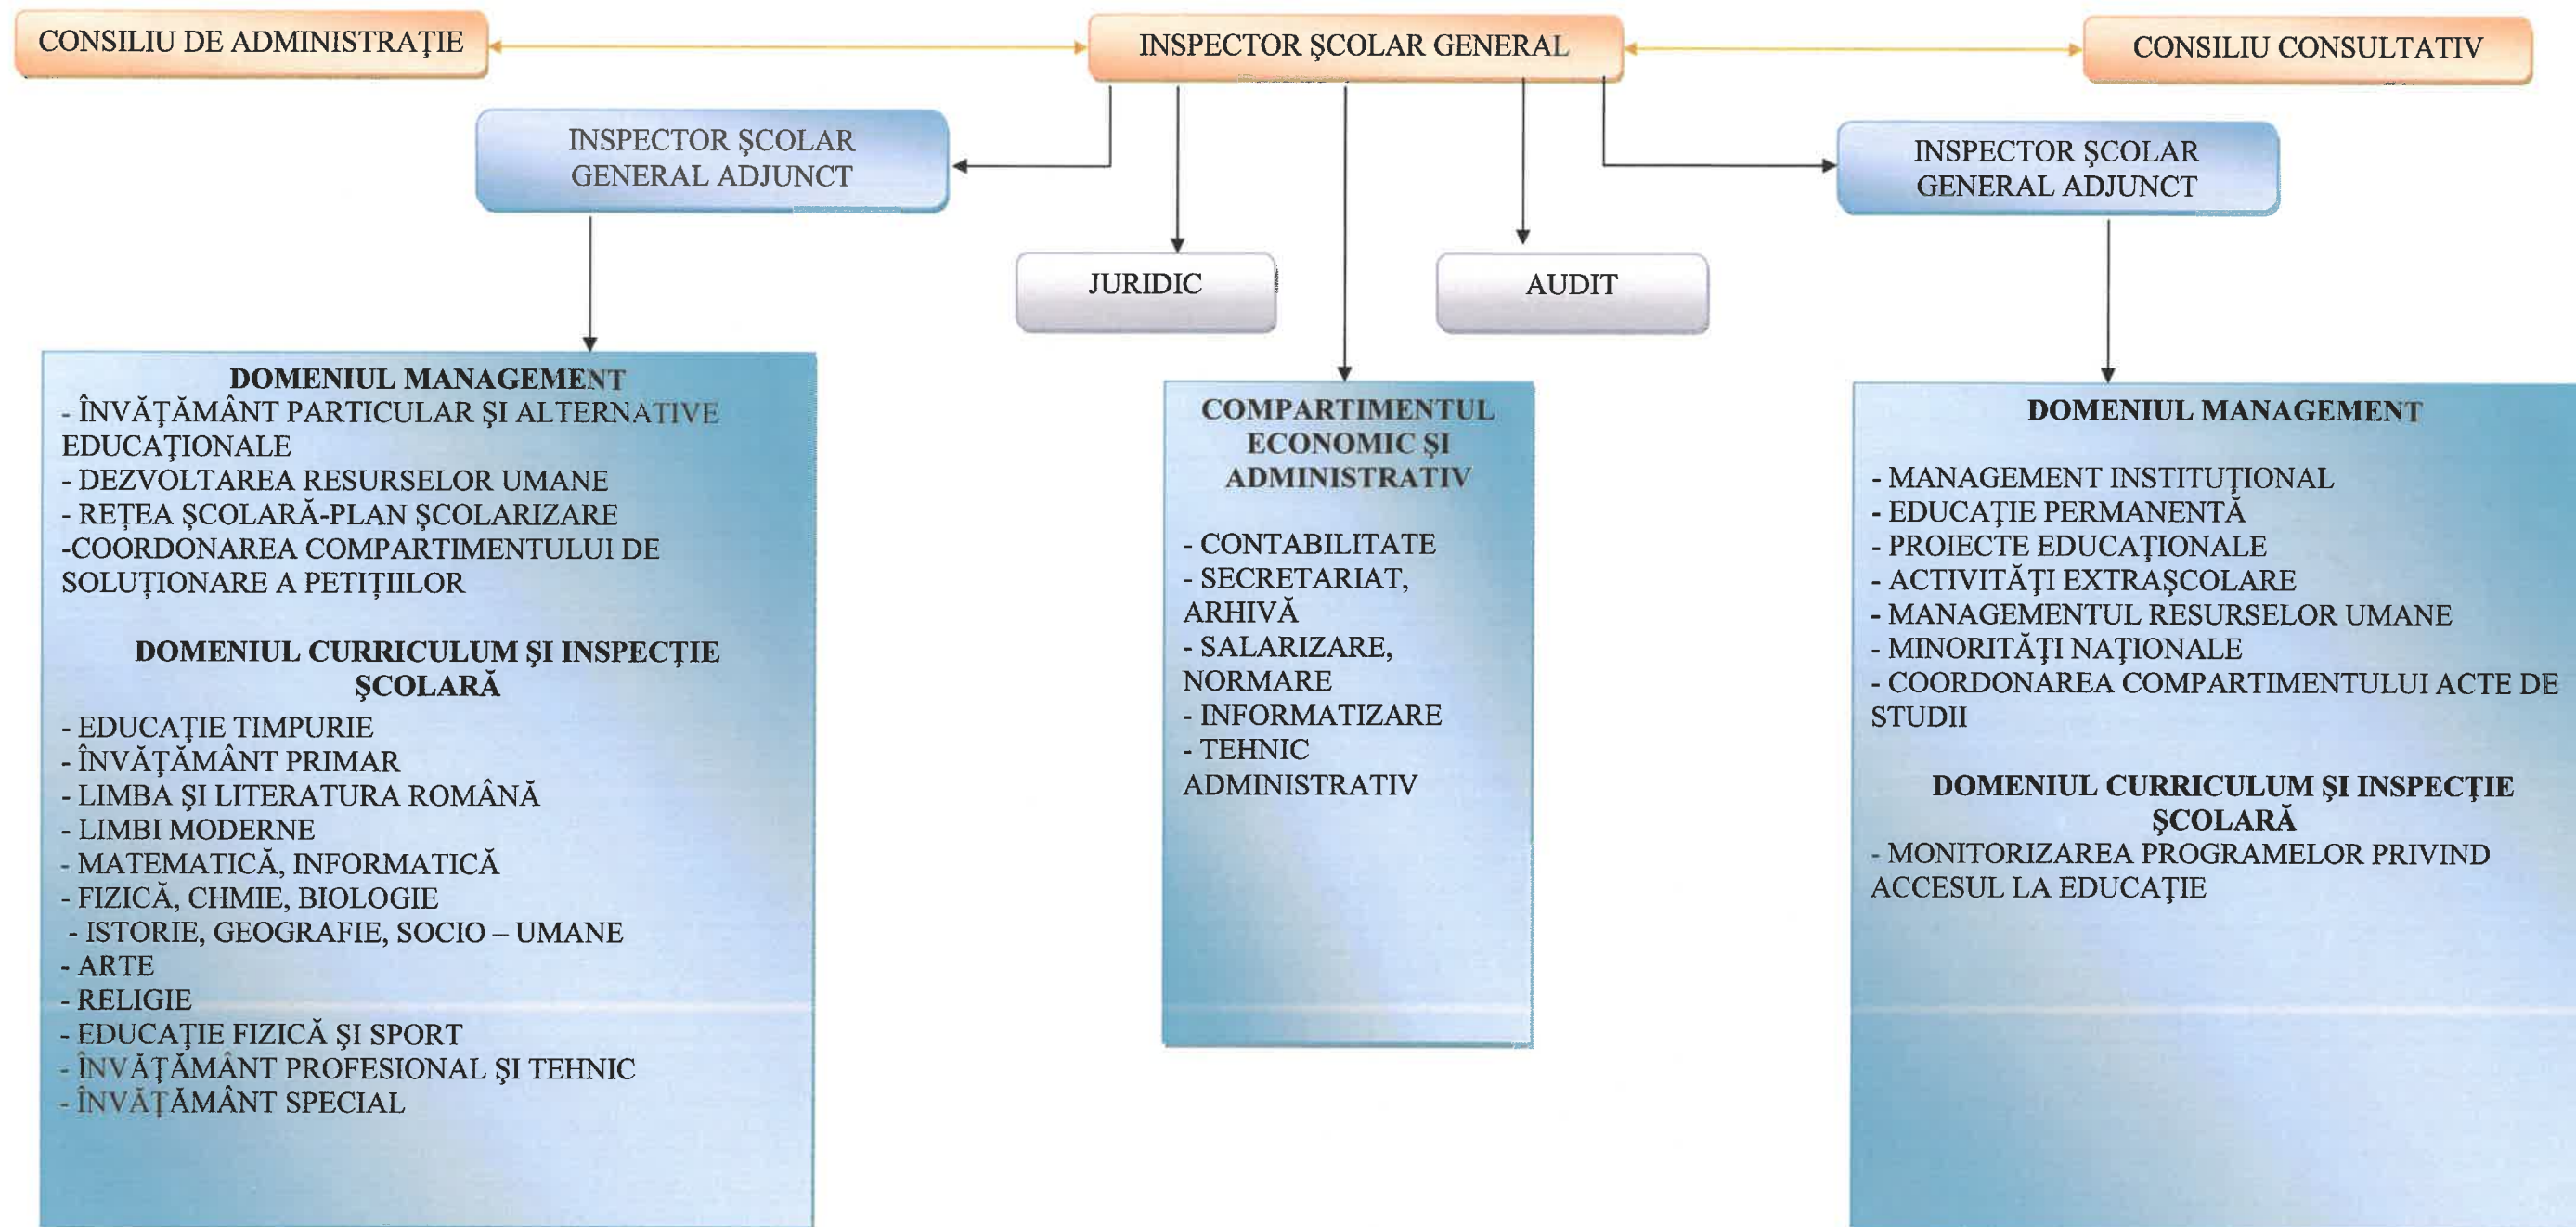 CONSILIU DE ADMINISTRAŢIE
INSPECTOR ŞCOLAR GENERAL
CONSILIU CONSULTATIV
INSPECTOR ŞCOLAR
GENERAL ADJUNCT
INSPECTOR ŞCOLAR
GENERAL ADJUNCT
JURIDIC
AUDIT
DOMENIUL MANAGEMENT
- ÎNVĂŢĂMÂNT PARTICULAR ŞI ALTERNATIVE
EDUCAŢIONALE
- DEZVOLTAREA RESURSELOR UMANE
- REȚEA ȘCOLARĂ-PLAN ȘCOLARIZARE
-COORDONAREA COMPARTIMENTULUI DE
SOLUȚIONARE A PETIȚIILOR
DOMENIUL CURRICULUM ŞI INSPECŢIE
ŞCOLARĂ
- EDUCAŢIE TIMPURIE
- ÎNVĂŢĂMÂNT PRIMAR
- LIMBA ŞI LITERATURA ROMÂNĂ
- LIMBI MODERNE
- MATEMATICĂ, INFORMATICĂ
- FIZICĂ, CHMIE, BIOLOGIE
- ISTORIE, GEOGRAFIE, SOCIO – UMANE
- ARTE
- RELIGIE
- EDUCAŢIE FIZICĂ ŞI SPORT
- ÎNVĂŢĂMÂNT PROFESIONAL ŞI TEHNIC
- ÎNVĂŢĂMÂNT SPECIAL
COMPARTIMENTUL
ECONOMIC ŞI
ADMINISTRATIV
- CONTABILITATE
- SECRETARIAT,
ARHIVĂ
- SALARIZARE,
NORMARE
- INFORMATIZARE
- TEHNIC
ADMINISTRATIV
DOMENIUL MANAGEMENT
- MANAGEMENT INSTITUŢIONAL
- EDUCAŢIE PERMANENTĂ
- PROIECTE EDUCAŢIONALE
- ACTIVITĂŢI EXTRAŞCOLARE
- MANAGEMENTUL RESURSELOR UMANE
- MINORITĂŢI NAŢIONALE
- COORDONAREA COMPARTIMENTULUI ACTE DE
STUDII
DOMENIUL CURRICULUM ŞI INSPECŢIE
ŞCOLARĂ
- MONITORIZAREA PROGRAMELOR PRIVIND
ACCESUL LA EDUCAŢIE